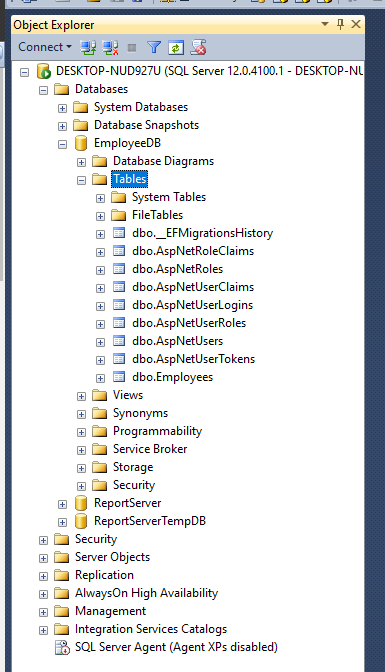 Object Explorer
Connect
DESKTOP-NUD927U (SQL Server 12.0.4100.1 - DESKTOP-NU
Databases
System Databases
Database Snapshots
EmployeeDB
Database Diagrams
Tables
System Tables
FileTables
dbo.__EFMigrationsHistory
dbo.AspNetRoleClaims
dbo.AspNetRoles
dbo.AspNetUserClaims
dbo.AspNetUserLogins
dbo.AspNetUserRoles
dbo.AspNetUsers
dbo.AspNetUserTokens
dbo.Employees
Views
Synonyms
Programmability
Service Broker
Storage
Security
ReportServer
ReportServerTempDB
Security
Server Objects
Replication
AlwaysOn High Availability
Management
Integration Services Catalogs
SQL Server Agent (Agent XPs disabled)